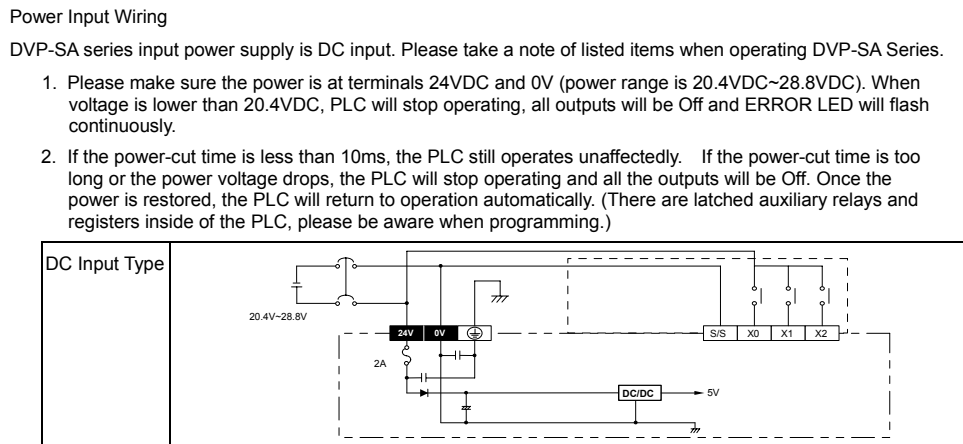 Power Input Wiring
DVP-SA series input power supply is DC input. Please take a note of listed items when operating DVP-SA Series.
1. Please make sure the power is at terminals 24VDC and 0V (power range is 20.4VDC~28.8VDC). When
voltage is lower than 20.4VDC, PLC will stop operating, all outputs will be Off and ERROR LED will flash
continuously.
2. If the power-cut time is less than 10ms, the PLC still operates unaffectedly. If the power-cut time is too
long or the power voltage drops, the PLC will stop operating and all the outputs will be Off. Once the
power is restored, the PLC will return to operation automatically. (There are latched auxiliary relays and
registers inside of the PLC, please be aware when programming.)
DC Input Type
20.4V~28.8V
24V 0V
S/S X0 X1 X2
2A
DC/DC 5V